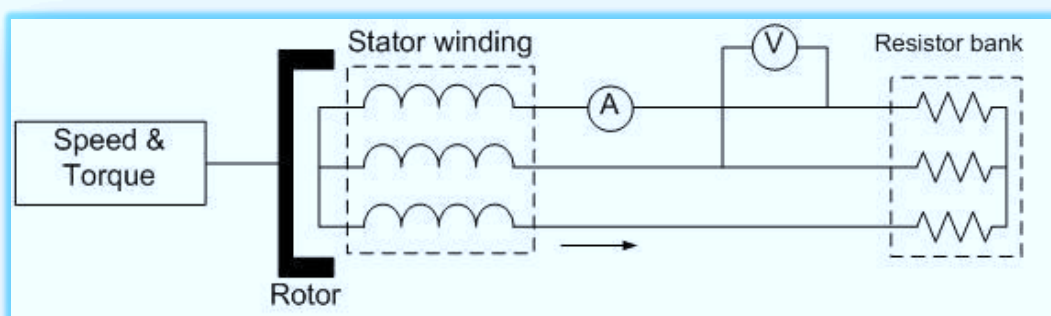 Stator winding
V
Resistor bank
A
Speed &
Torque
Rotor